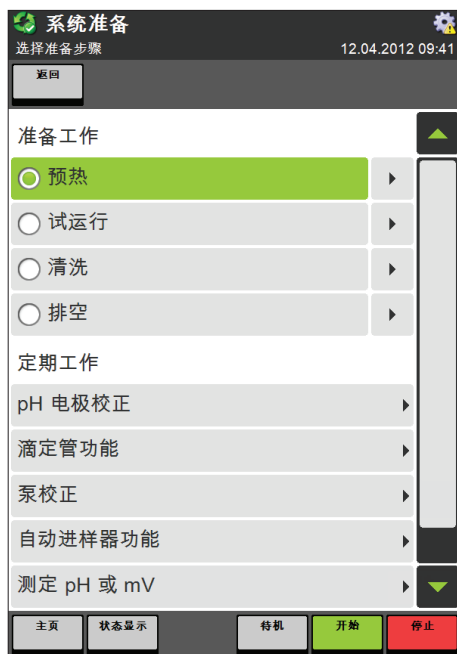 系统准备
选择准备步骤 12.04.2012 09:41
返回
准备工作
预热
试运行
清洗
排空
定期工作
pH 电极校正
滴定管功能
泵校正
自动进样器功能
测定 pH 或 mV
主页 状态显示 待机 开始 停止